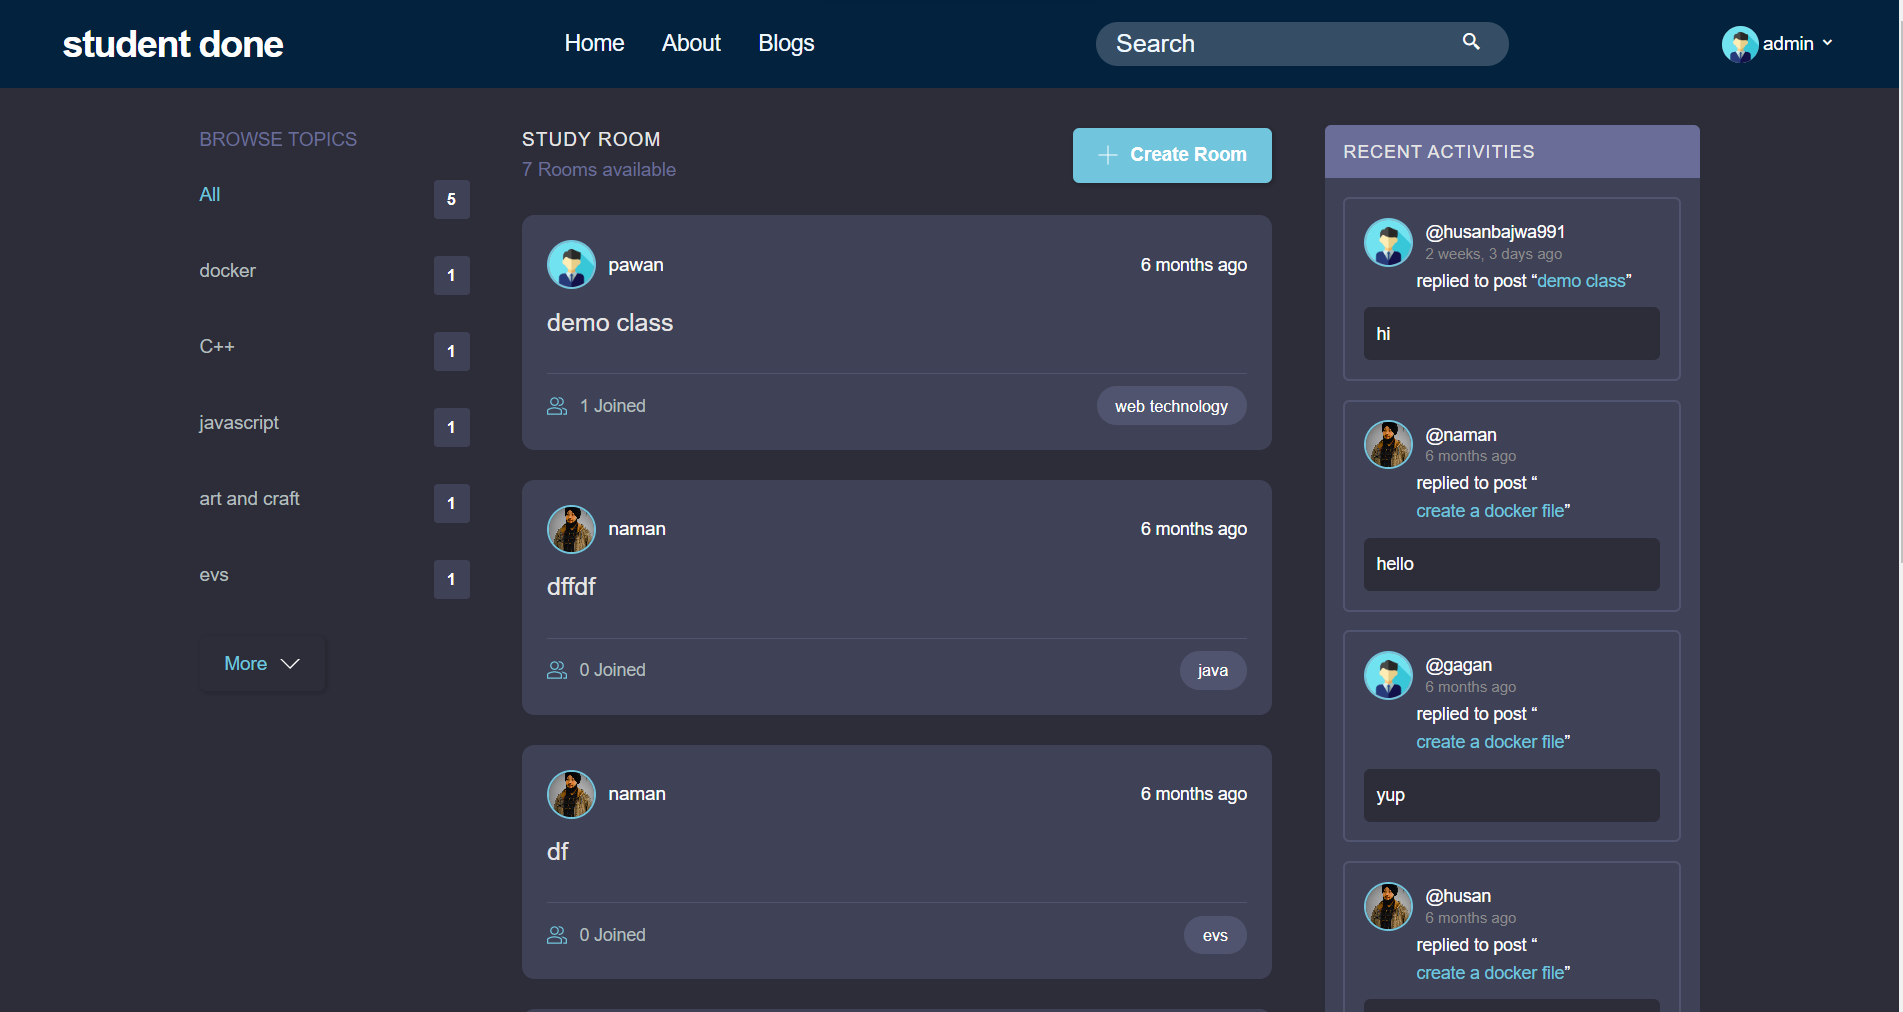 student done
Home
About
Blogs
Search
admin
BROWSE TOPICS
All
5
docker
1
C++
1
javascript
1
art and craft
1
evs
1
More
STUDY ROOM
7 Rooms available
Create Room
pawan
6 months ago
demo class
1 Joined
web technology
naman
6 months ago
dffdf
0 Joined
java
naman
6 months ago
df
0 Joined
evs
RECENT ACTIVITIES
@husanbajwa991
2 weeks, 3 days ago
replied to post “demo class”
hi
@naman
6 months ago
replied to post “
create a docker file”
hello
@gagan
6 months ago
replied to post “
create a docker file”
yup
@husan
6 months ago
replied to post “
create a docker file”